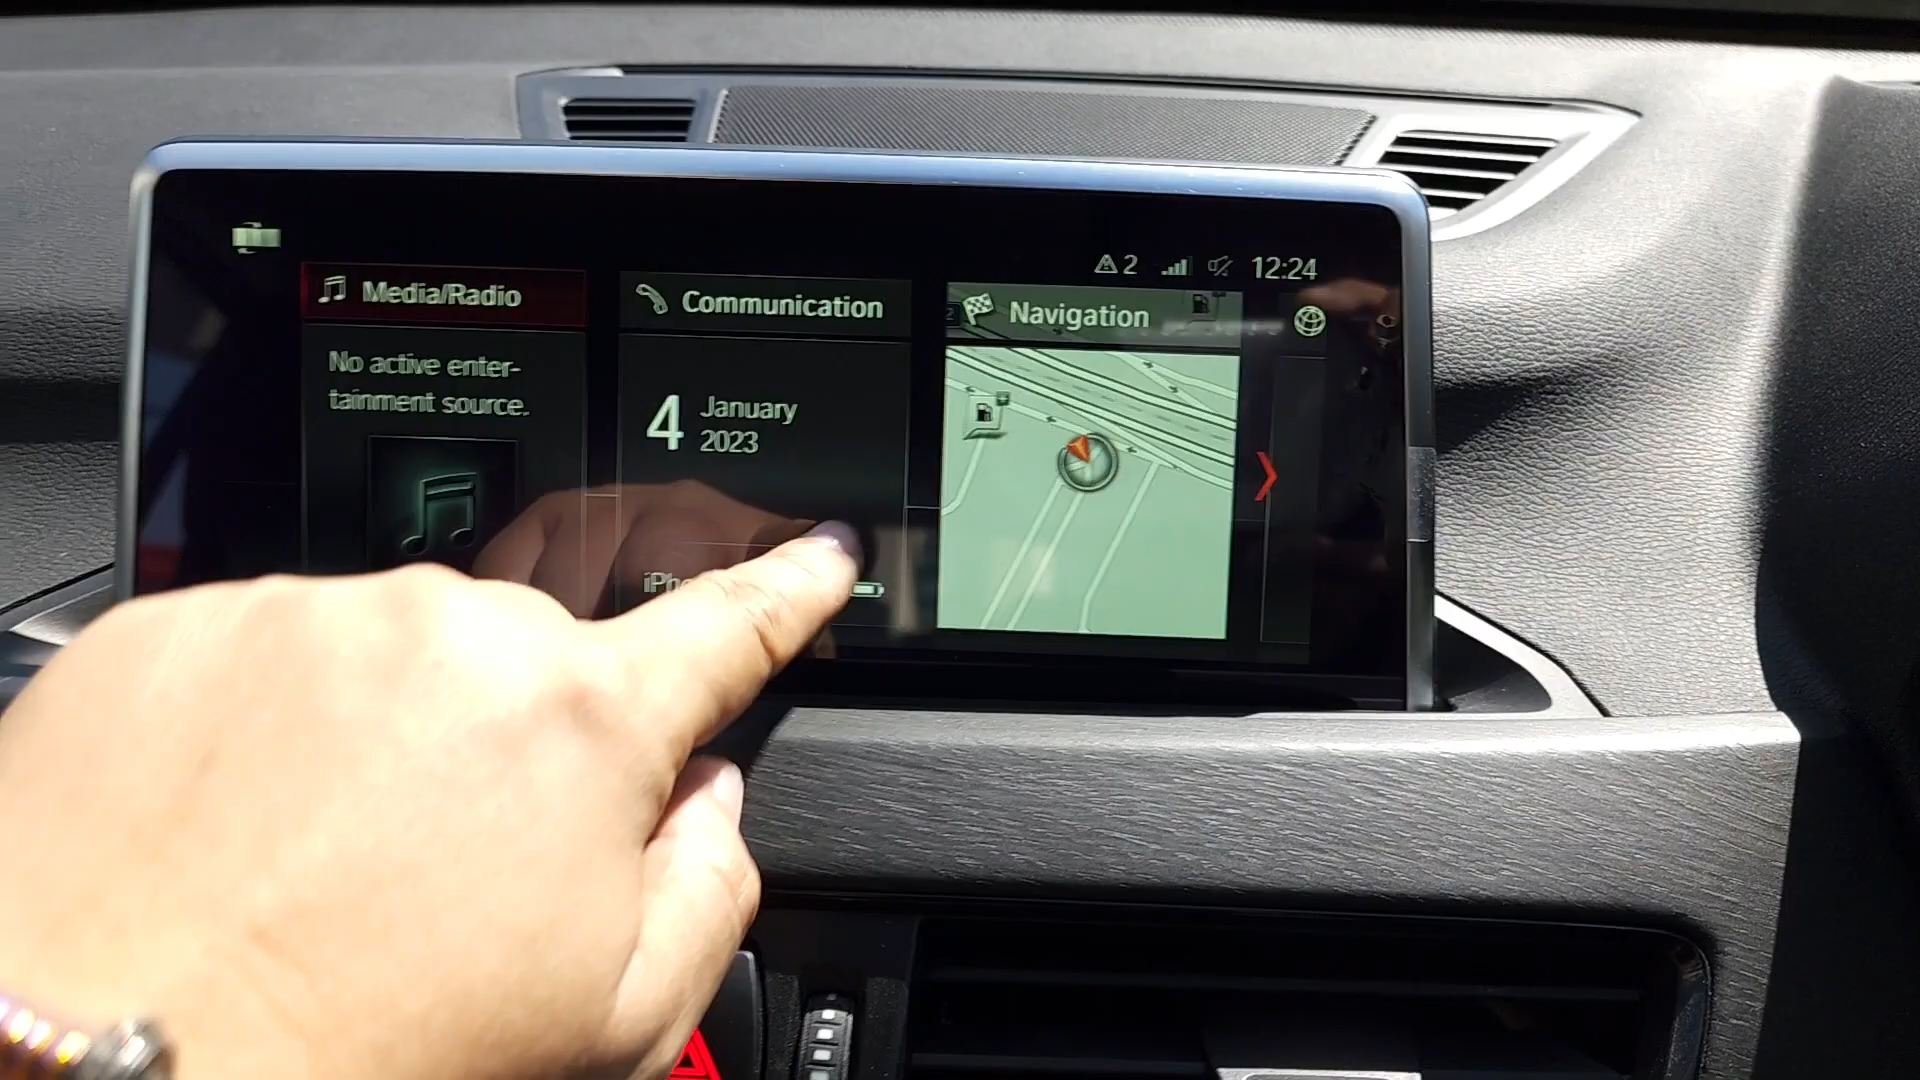 2 12:24
Media/Radio
Communication
Navigation
No active enter-
tainment source.
4 January
2023